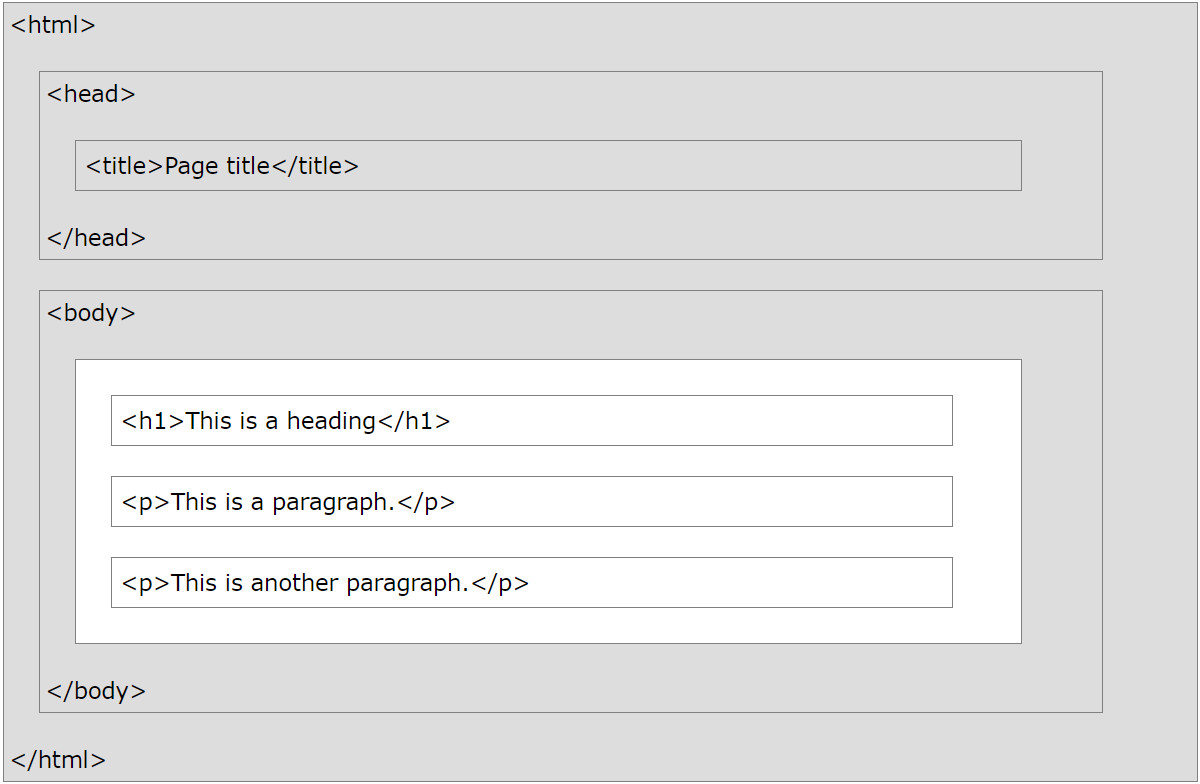 <html>
<head>
<title>Page title</title>
</head>
<body>
<h1>This is a heading</h1>
<p>This is a paragraph.</p>
<p>This is another paragraph.</p>
</body>
</html>